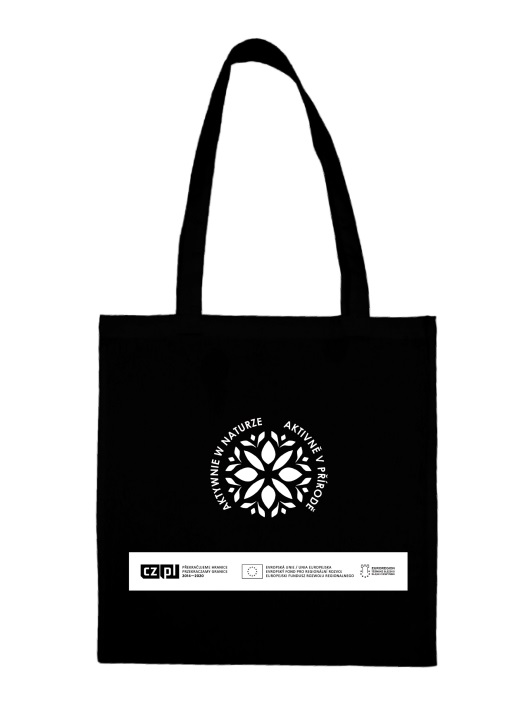 AKTYWNIE W NATURZE
AKTIVNĚ V PŘÍRODĚ
cz pl
PŘEKRAČUJEME HRANICE
PRZEKRACZAMY GRANICE
2014—2020
EVROPSKÁ UNIE / UNIA EUROPEJSKA
EVROPSKÝ FOND PRO REGIONÁLNÍ ROZVOJ
EUROPEJSKI FUNDUSZ ROZWOJU REGIONALNEGO